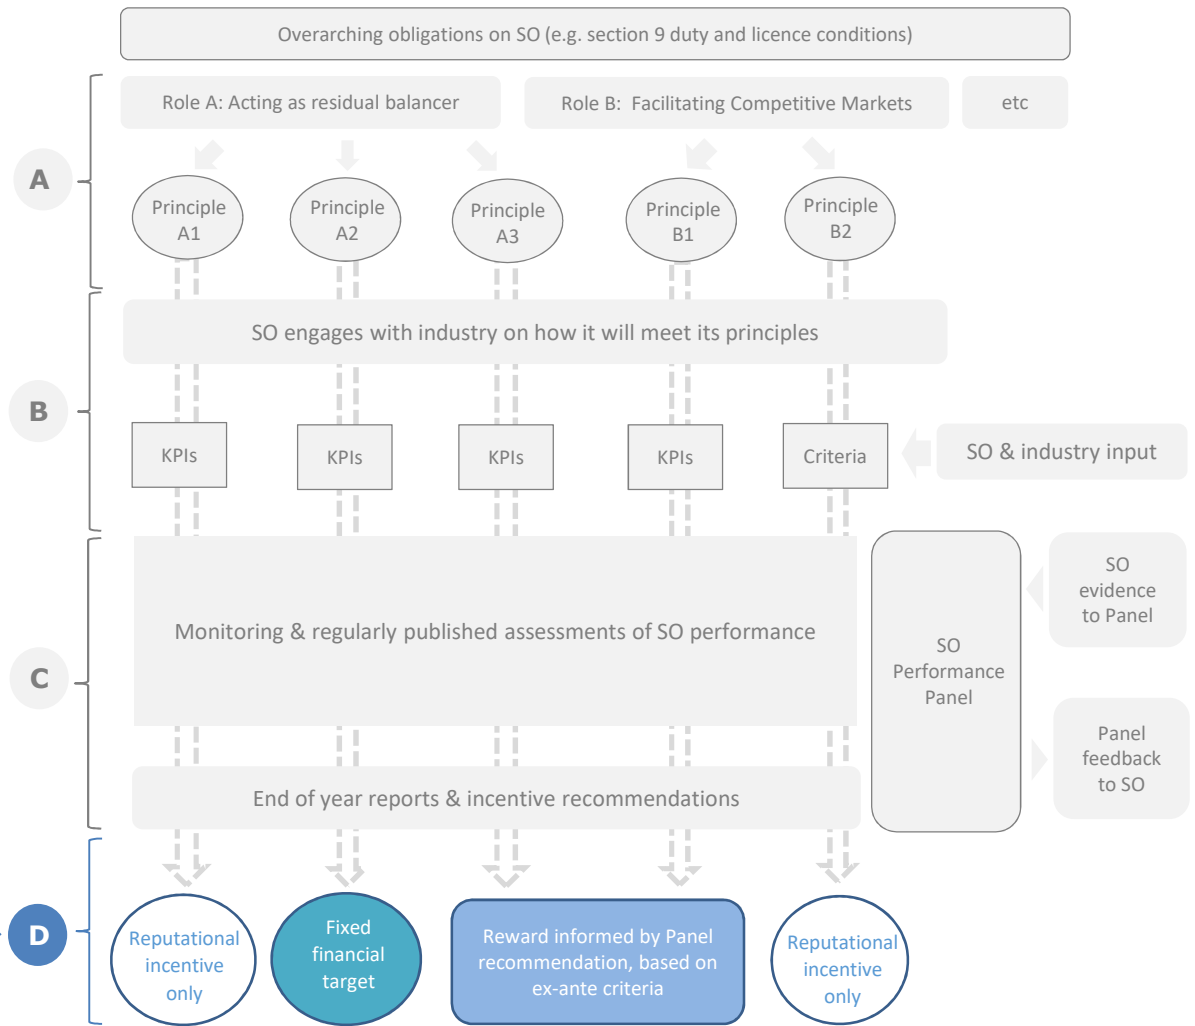 Overarching obligations on SO (e.g. section 9 duty and licence conditions)
Role A: Acting as residual balancer
Role B:  Facilitating Competitive Markets
etc
A
Principle
A1
Principle
A2
Principle
A3
Principle
B1
Principle
B2
SO engages with industry on how it will meet its principles
B
KPIs
KPIs
KPIs
KPIs
Criteria
SO & industry input
C
Monitoring & regularly published assessments of SO performance
SO
Performance
Panel
SO
evidence
to Panel
Panel
feedback
to SO
End of year reports & incentive recommendations
D
Reputational
incentive
only
Fixed
financial
target
Reward informed by Panel
recommendation, based on
ex-ante criteria
Reputational
incentive
only